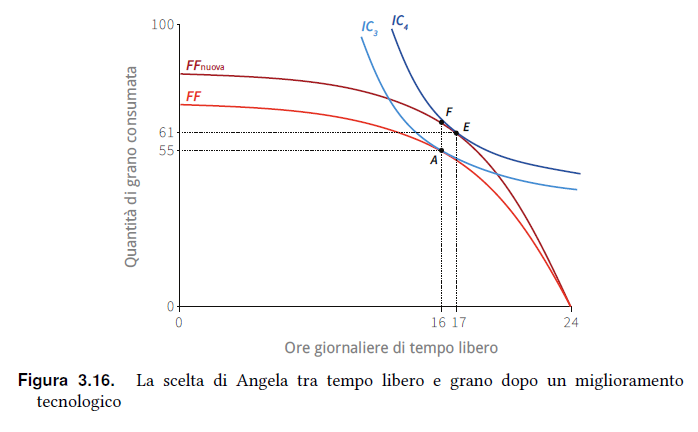 100
IC3
IC4
FFnuova
FF
F
E
61
55
A
0
0
16 17
24
Quantità di grano consumata
Ore giornaliere di tempo libero
Figura 3.16. La scelta di Angela tra tempo libero e grano dopo un miglioramento
tecnologico